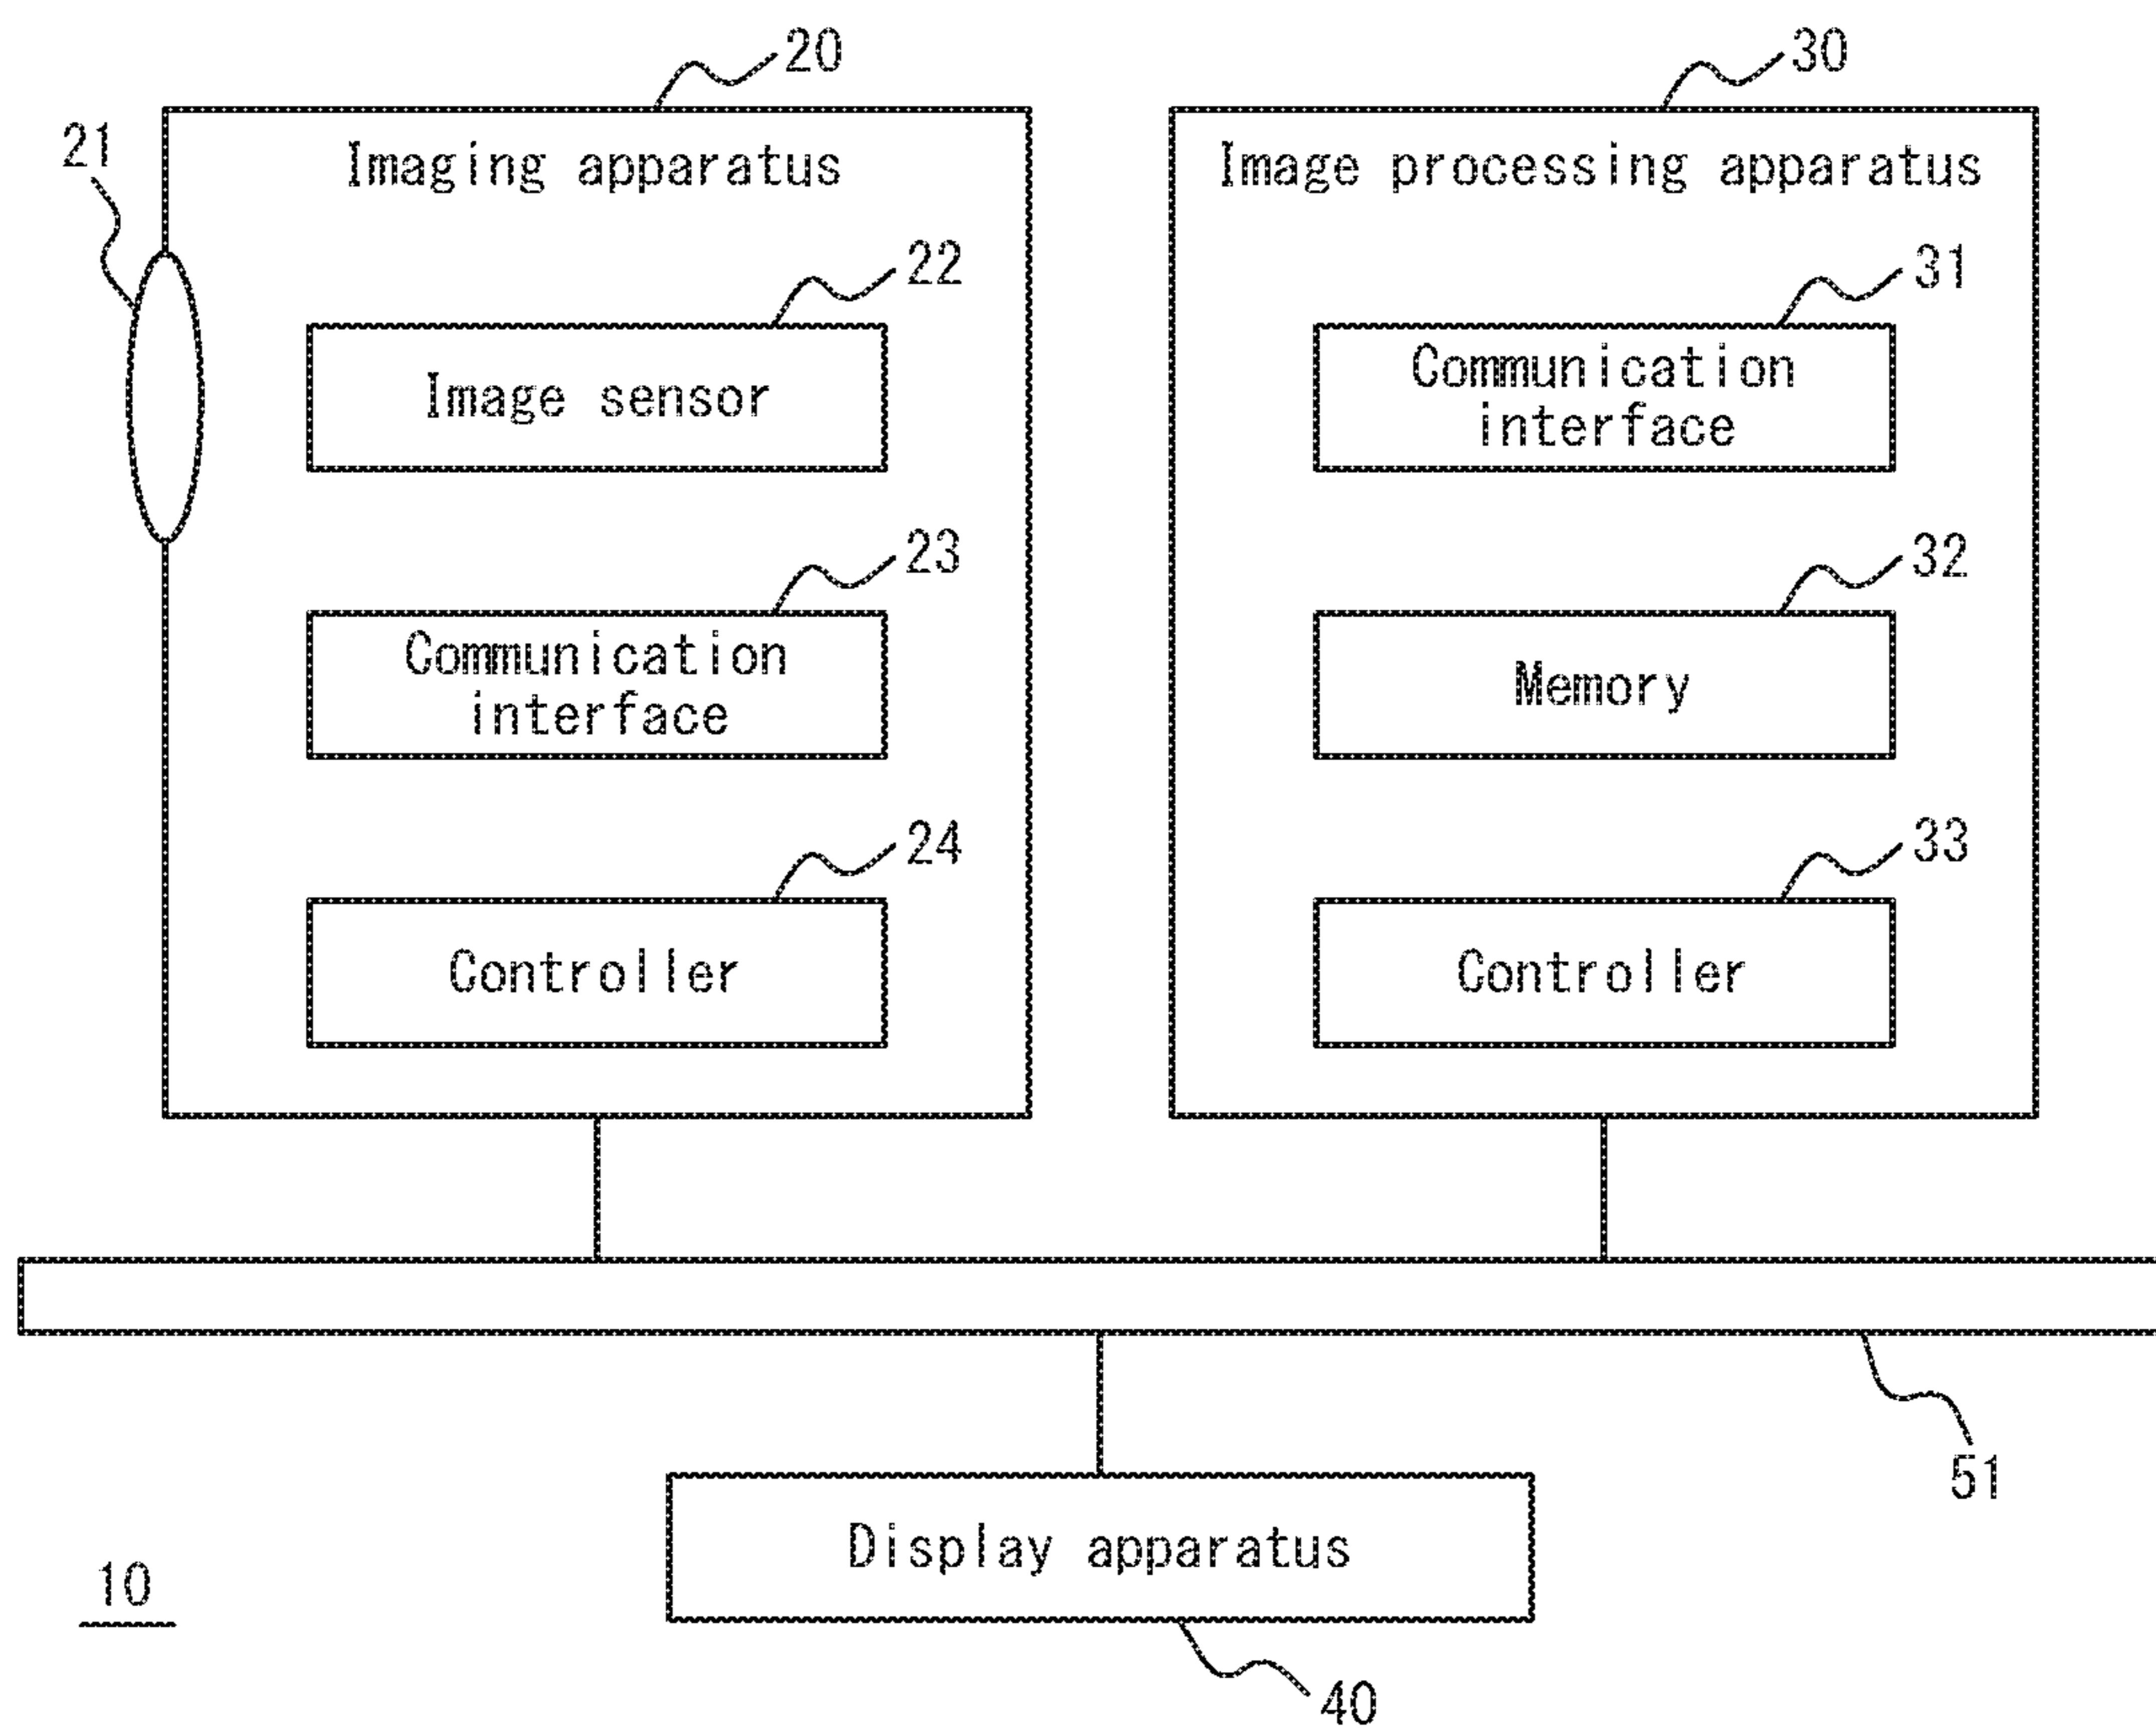 20
30
21
Imaging apparatus
Image processing apparatus
22
31
Image sensor
Communication
interface
23
32
Communication
interface
Memory
24
33
Controller
Controller
51
Display apparatus
10
40